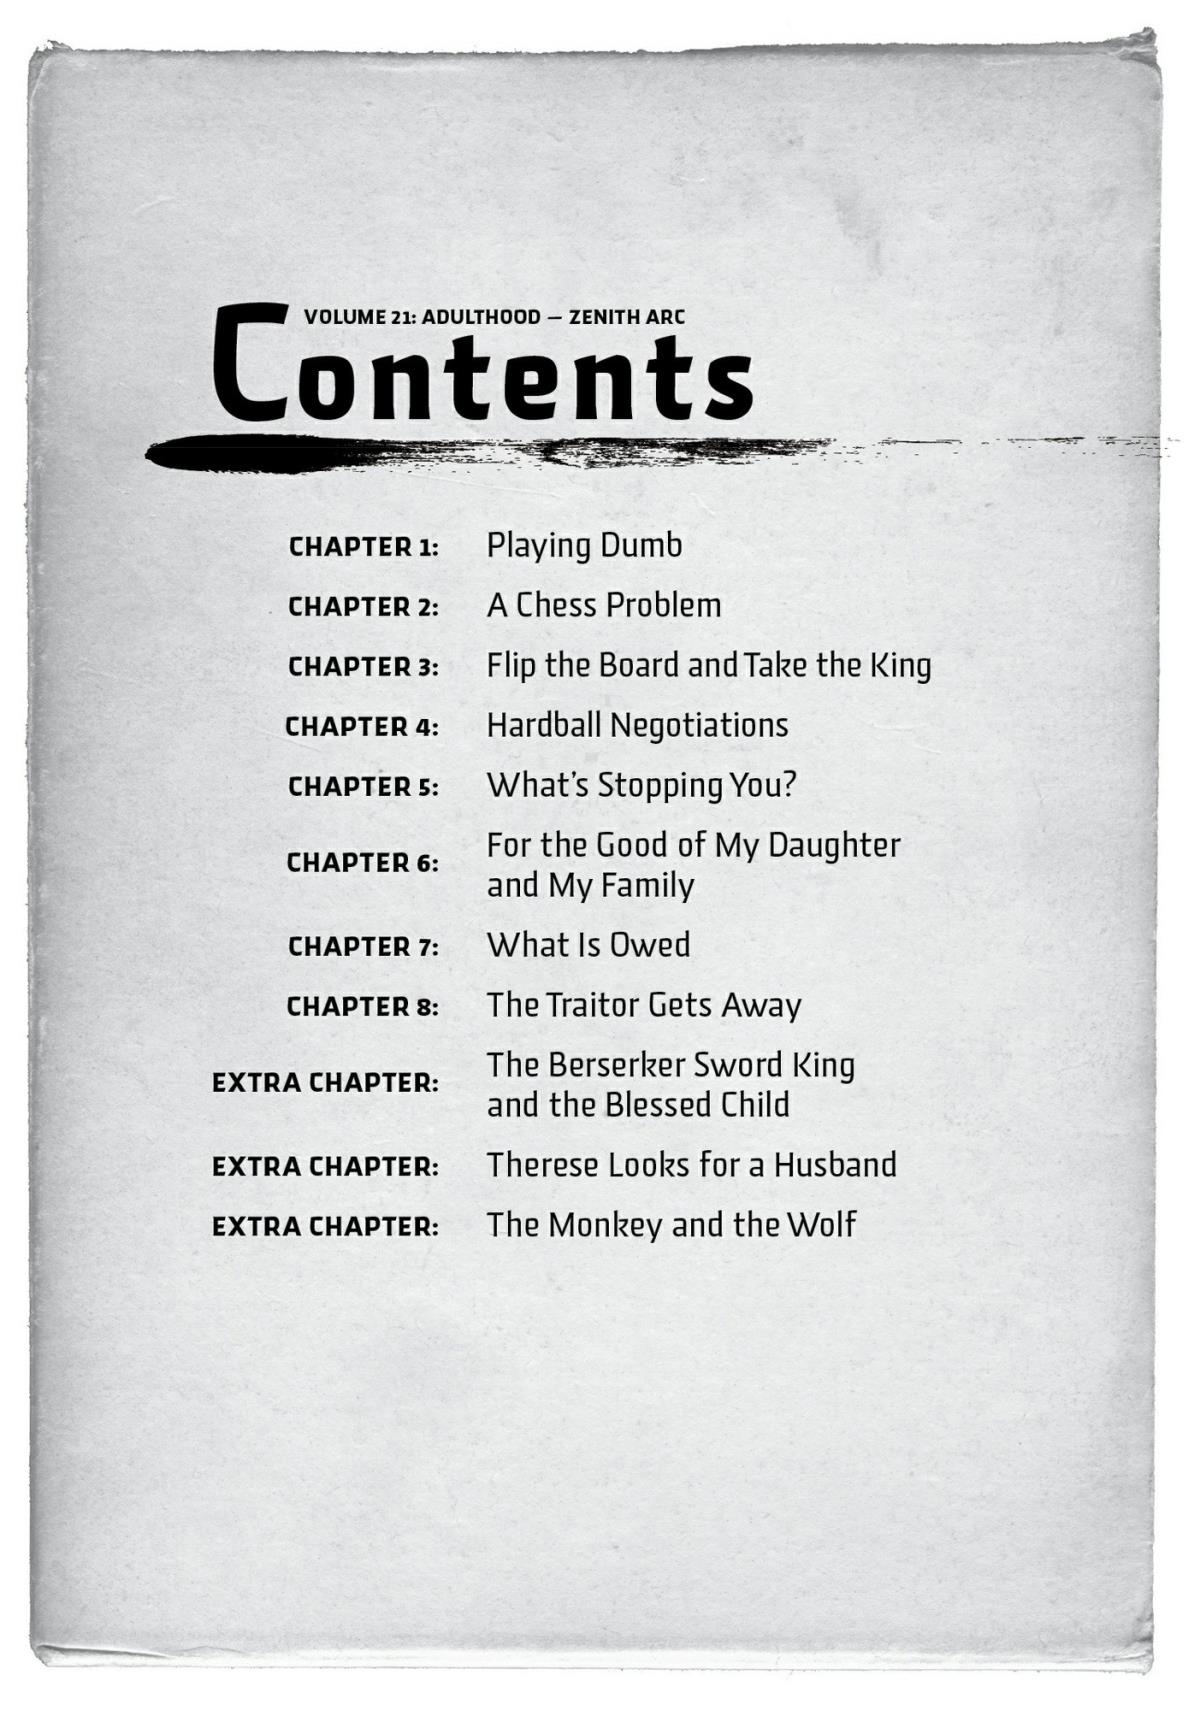 VOLUME 21: ADULTHOOD — ZENITH ARC
Contents
CHAPTER 1: Playing Dumb
CHAPTER 2: A Chess Problem
CHAPTER 3: Flip the Board and Take the King
CHAPTER 4: Hardball Negotiations
CHAPTER 5: What’s Stopping You?
CHAPTER 6: For the Good of My Daughter
and My Family
CHAPTER 7: What Is Owed
CHAPTER 8: The Traitor Gets Away
EXTRA CHAPTER: The Berserker Sword King
and the Blessed Child
EXTRA CHAPTER: Therese Looks for a Husband
EXTRA CHAPTER: The Monkey and the Wolf